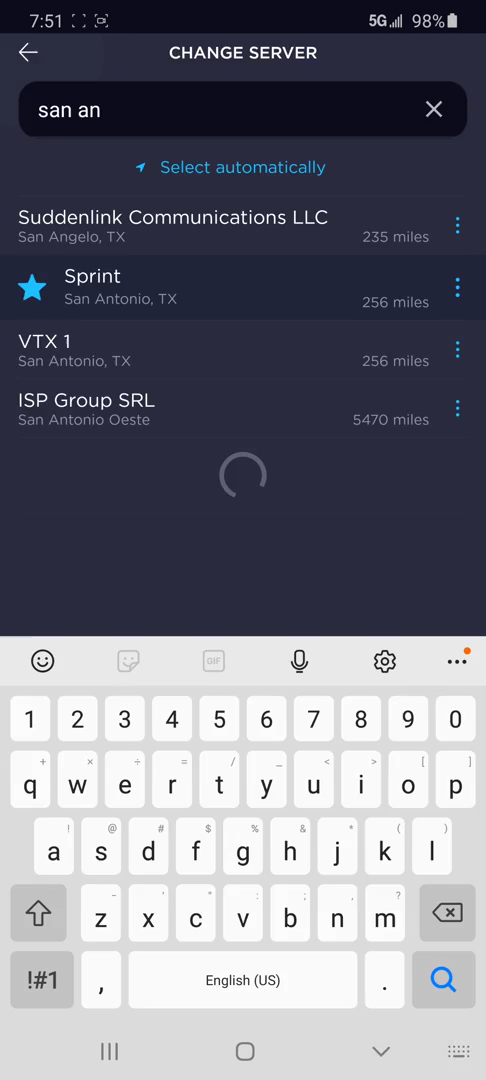 7:51 5G 98%
CHANGE SERVER
san an
Select automatically
Suddenlink Communications LLC
San Angelo, TX 235 miles
Sprint
San Antonio, TX 256 miles
VTX 1
San Antonio, TX 256 miles
ISP Group SRL
San Antonio Oeste 5470 miles
GIF
1 2 3 4 5 6 7 8 9 0
+ × ÷ = / _ < > [ ]
q w e r t y u i o p
! @ # $ % & * ( )
a s d f g h j k l
- ' " : ; , ?
z x c v b n m
!#1 , English (US) .